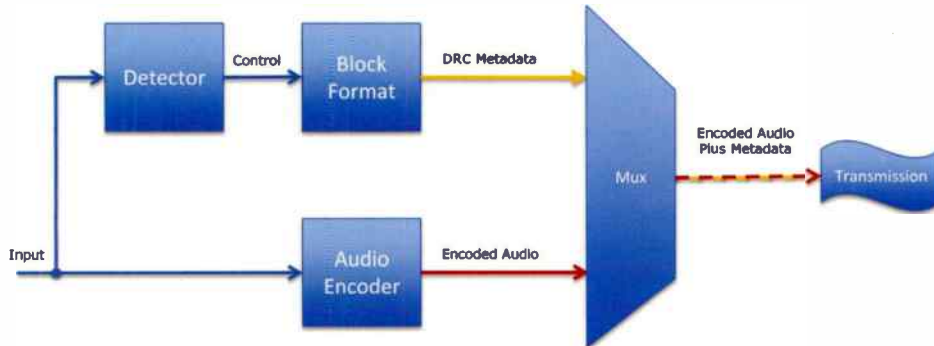 Control
DRC Metadata
Detector
Block
Format
Encoded Audio
Plus Metadata
Mux
Transmission
Input
Encoded Audio
Audio
Encoder